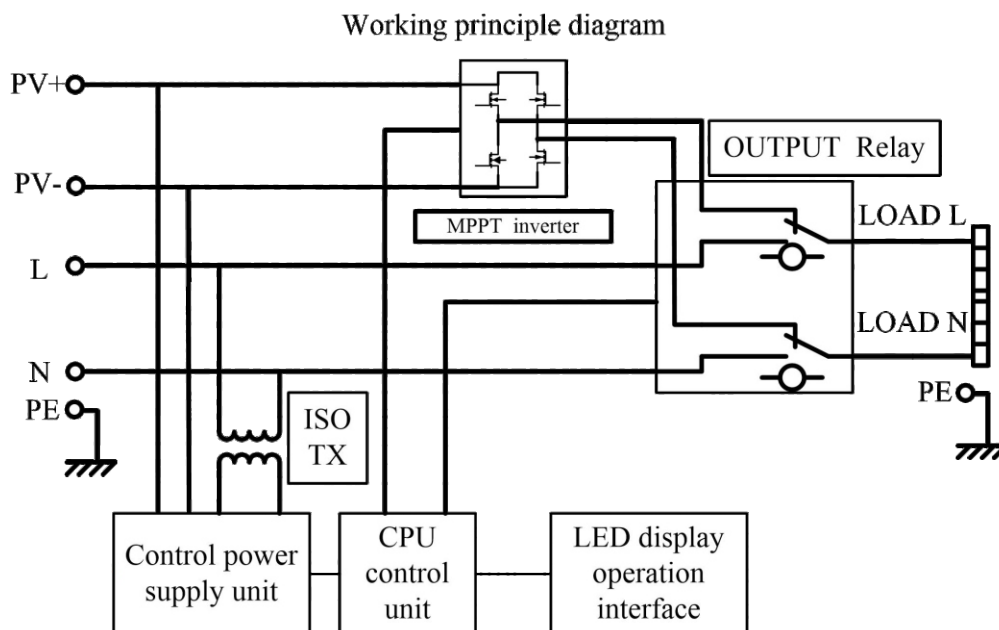 Working principle diagram
PV+
PV-
MPPT inverter
OUTPUT Relay
LOAD L
L
LOAD N
N
PE
PE
ISO
TX
Control power
supply unit
CPU
control
unit
LED display
operation
interface